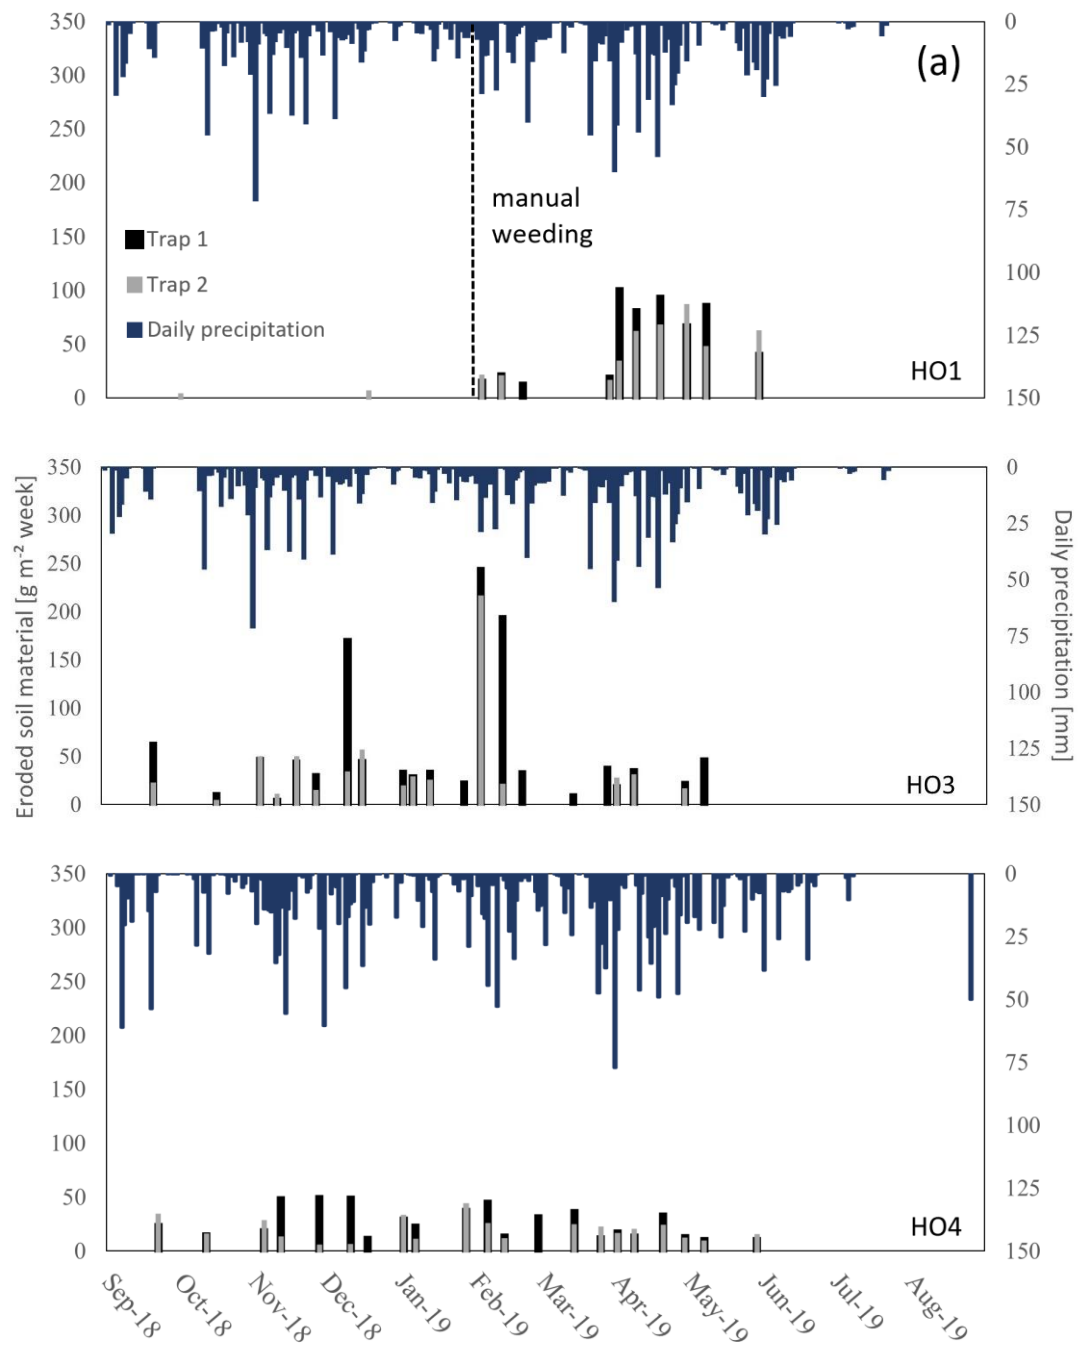 350
300
250
200
150
100
50
0
0
25
50
75
100
125
150
(a)
manual
weeding
Trap 1
Trap 2
Daily precipitation
HO1
Eroded soil material [g m⁻² week]
Daily precipitation [mm]
350
300
250
200
150
100
50
0
0
25
50
75
100
125
150
HO3
350
300
250
200
150
100
50
0
0
25
50
75
100
125
150
HO4
Sep-18
Oct-18
Nov-18
Dec-18
Jan-19
Feb-19
Mar-19
Apr-19
May-19
Jun-19
Jul-19
Aug-19